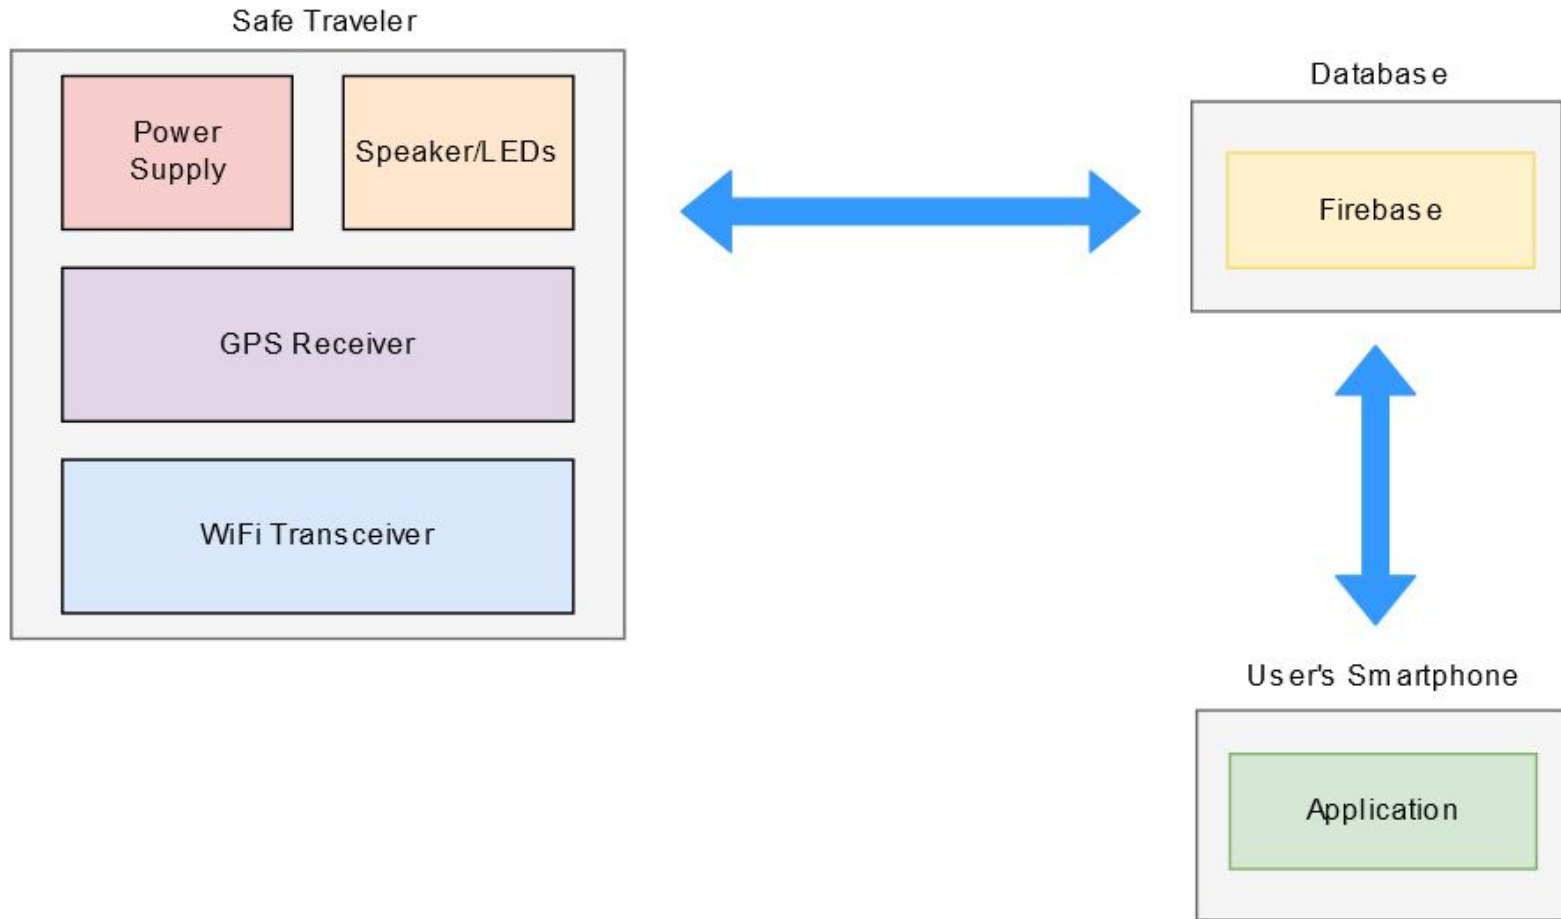 Safe Traveler
Power
Supply
Speaker/LEDs
GPS Receiver
WiFi Transceiver
Database
Firebase
User's Smartphone
Application